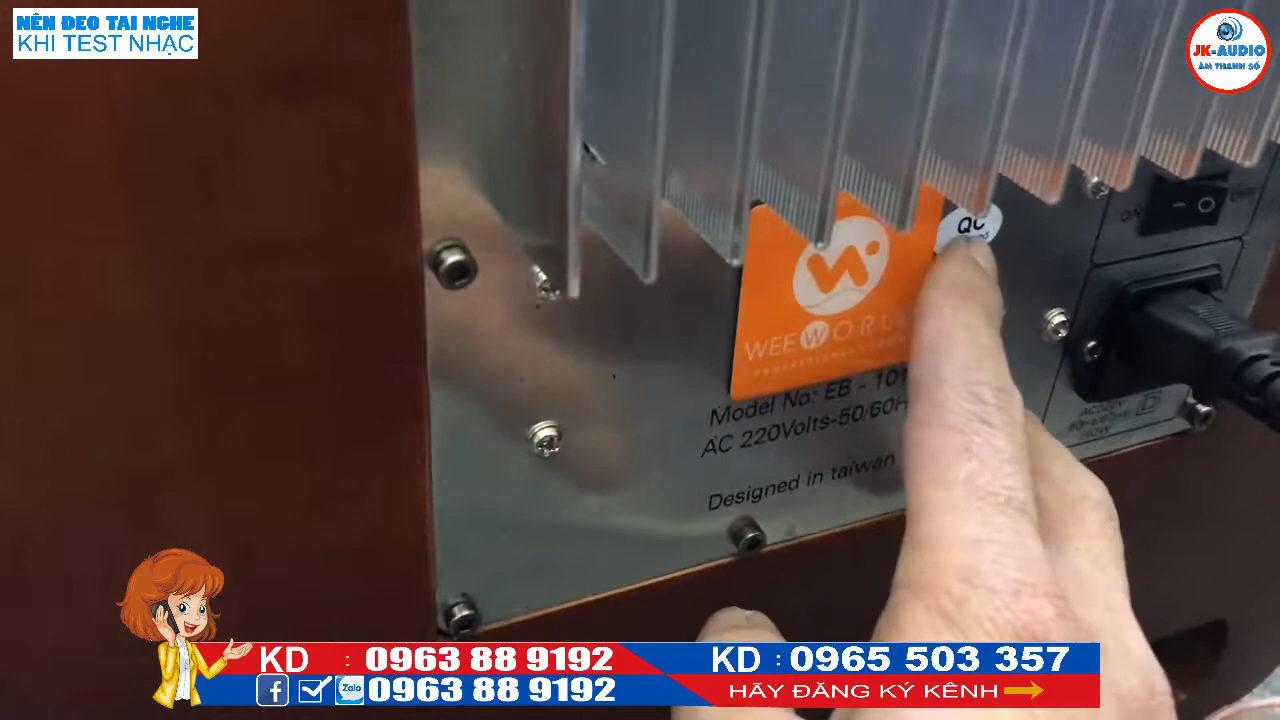 NÊN ĐEO TAI NGHE
KHI TEST NHẠC
JK-AUDIO
ÂM THANH SỐ
QC
WEEWORL
Model No: EB - 101
AC 220Volts-50/60H
Designed in taiwan
KD : 0963 88 9192
Zalo 0963 88 9192
KD : 0965 503 357
HÃY ĐĂNG KÝ KÊNH